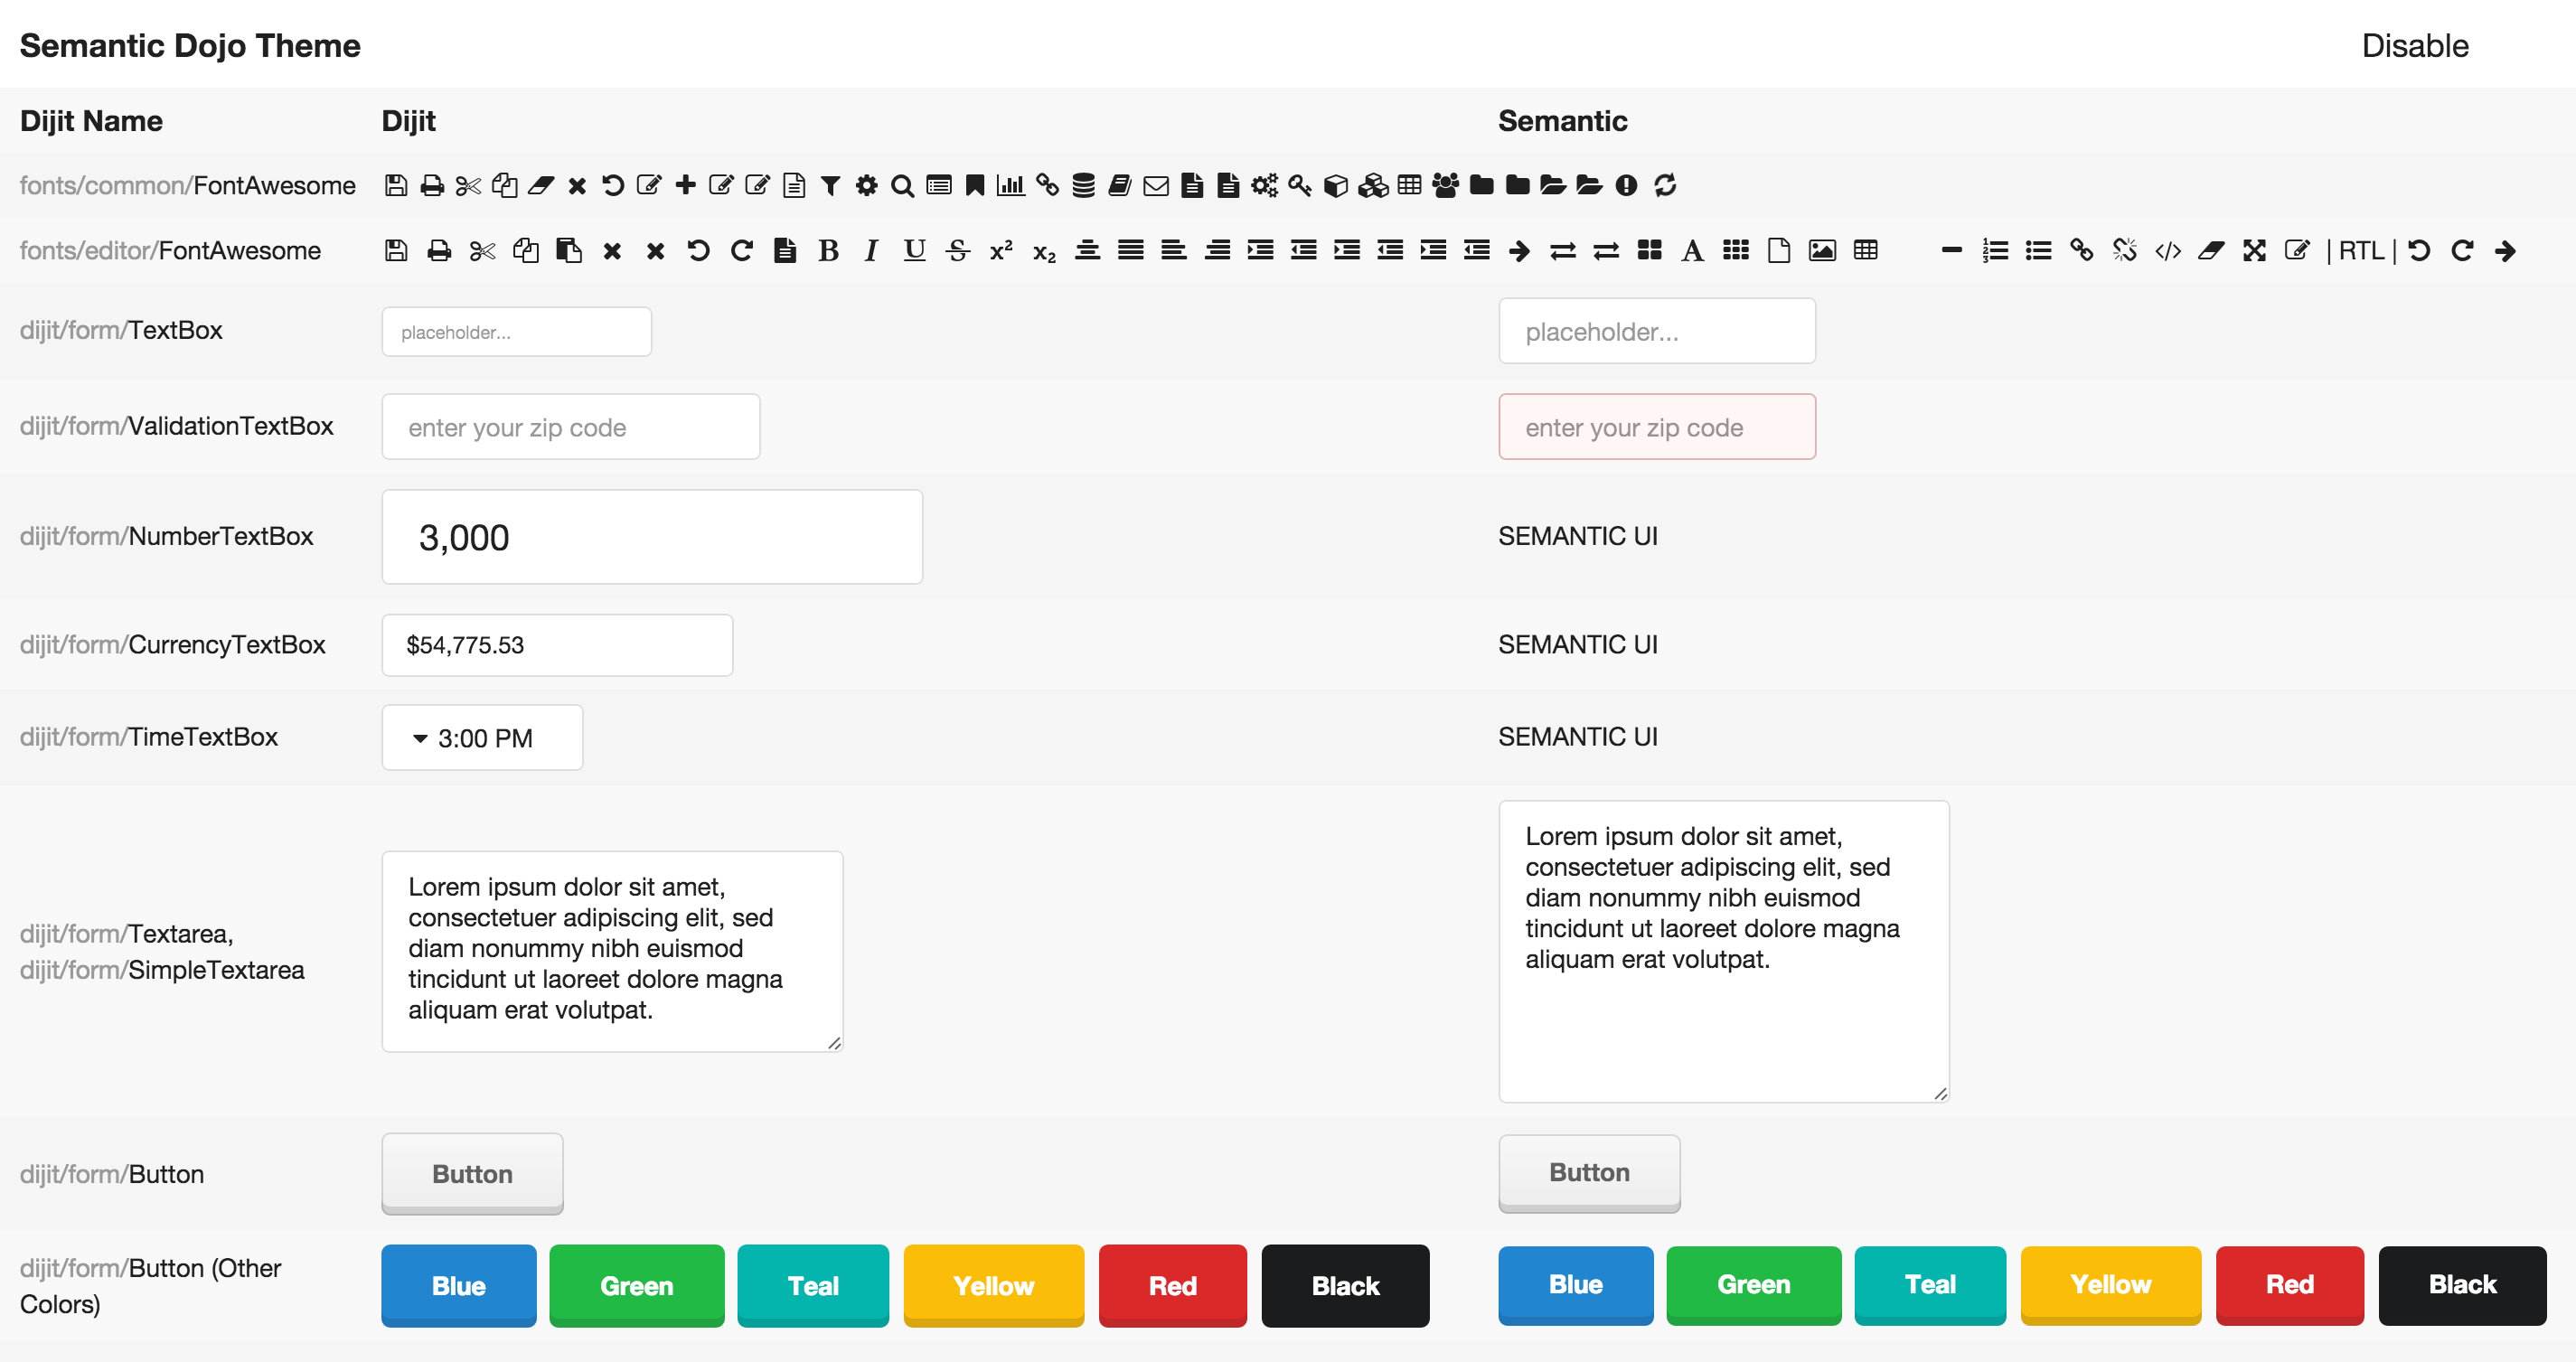 Semantic Dojo Theme
Disable
Dijit Name
Dijit
Semantic
fonts/common/FontAwesome
fonts/editor/FontAwesome
B I U S x² x₂ A | RTL |
dijit/form/TextBox
placeholder...
placeholder...
dijit/form/ValidationTextBox
enter your zip code
enter your zip code
dijit/form/NumberTextBox
3,000
SEMANTIC UI
dijit/form/CurrencyTextBox
$54,775.53
SEMANTIC UI
dijit/form/TimeTextBox
3:00 PM
SEMANTIC UI
dijit/form/Textarea,
dijit/form/SimpleTextarea
Lorem ipsum dolor sit amet,
consectetuer adipiscing elit, sed
diam nonummy nibh euismod
tincidunt ut laoreet dolore magna
aliquam erat volutpat.
Lorem ipsum dolor sit amet,
consectetuer adipiscing elit, sed
diam nonummy nibh euismod
tincidunt ut laoreet dolore magna
aliquam erat volutpat.
dijit/form/Button
Button
Button
dijit/form/Button (Other
Colors)
Blue
Green
Teal
Yellow
Red
Black
Blue
Green
Teal
Yellow
Red
Black